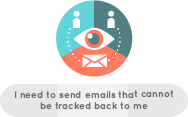 I need to send emails that cannot
be tracked back to me